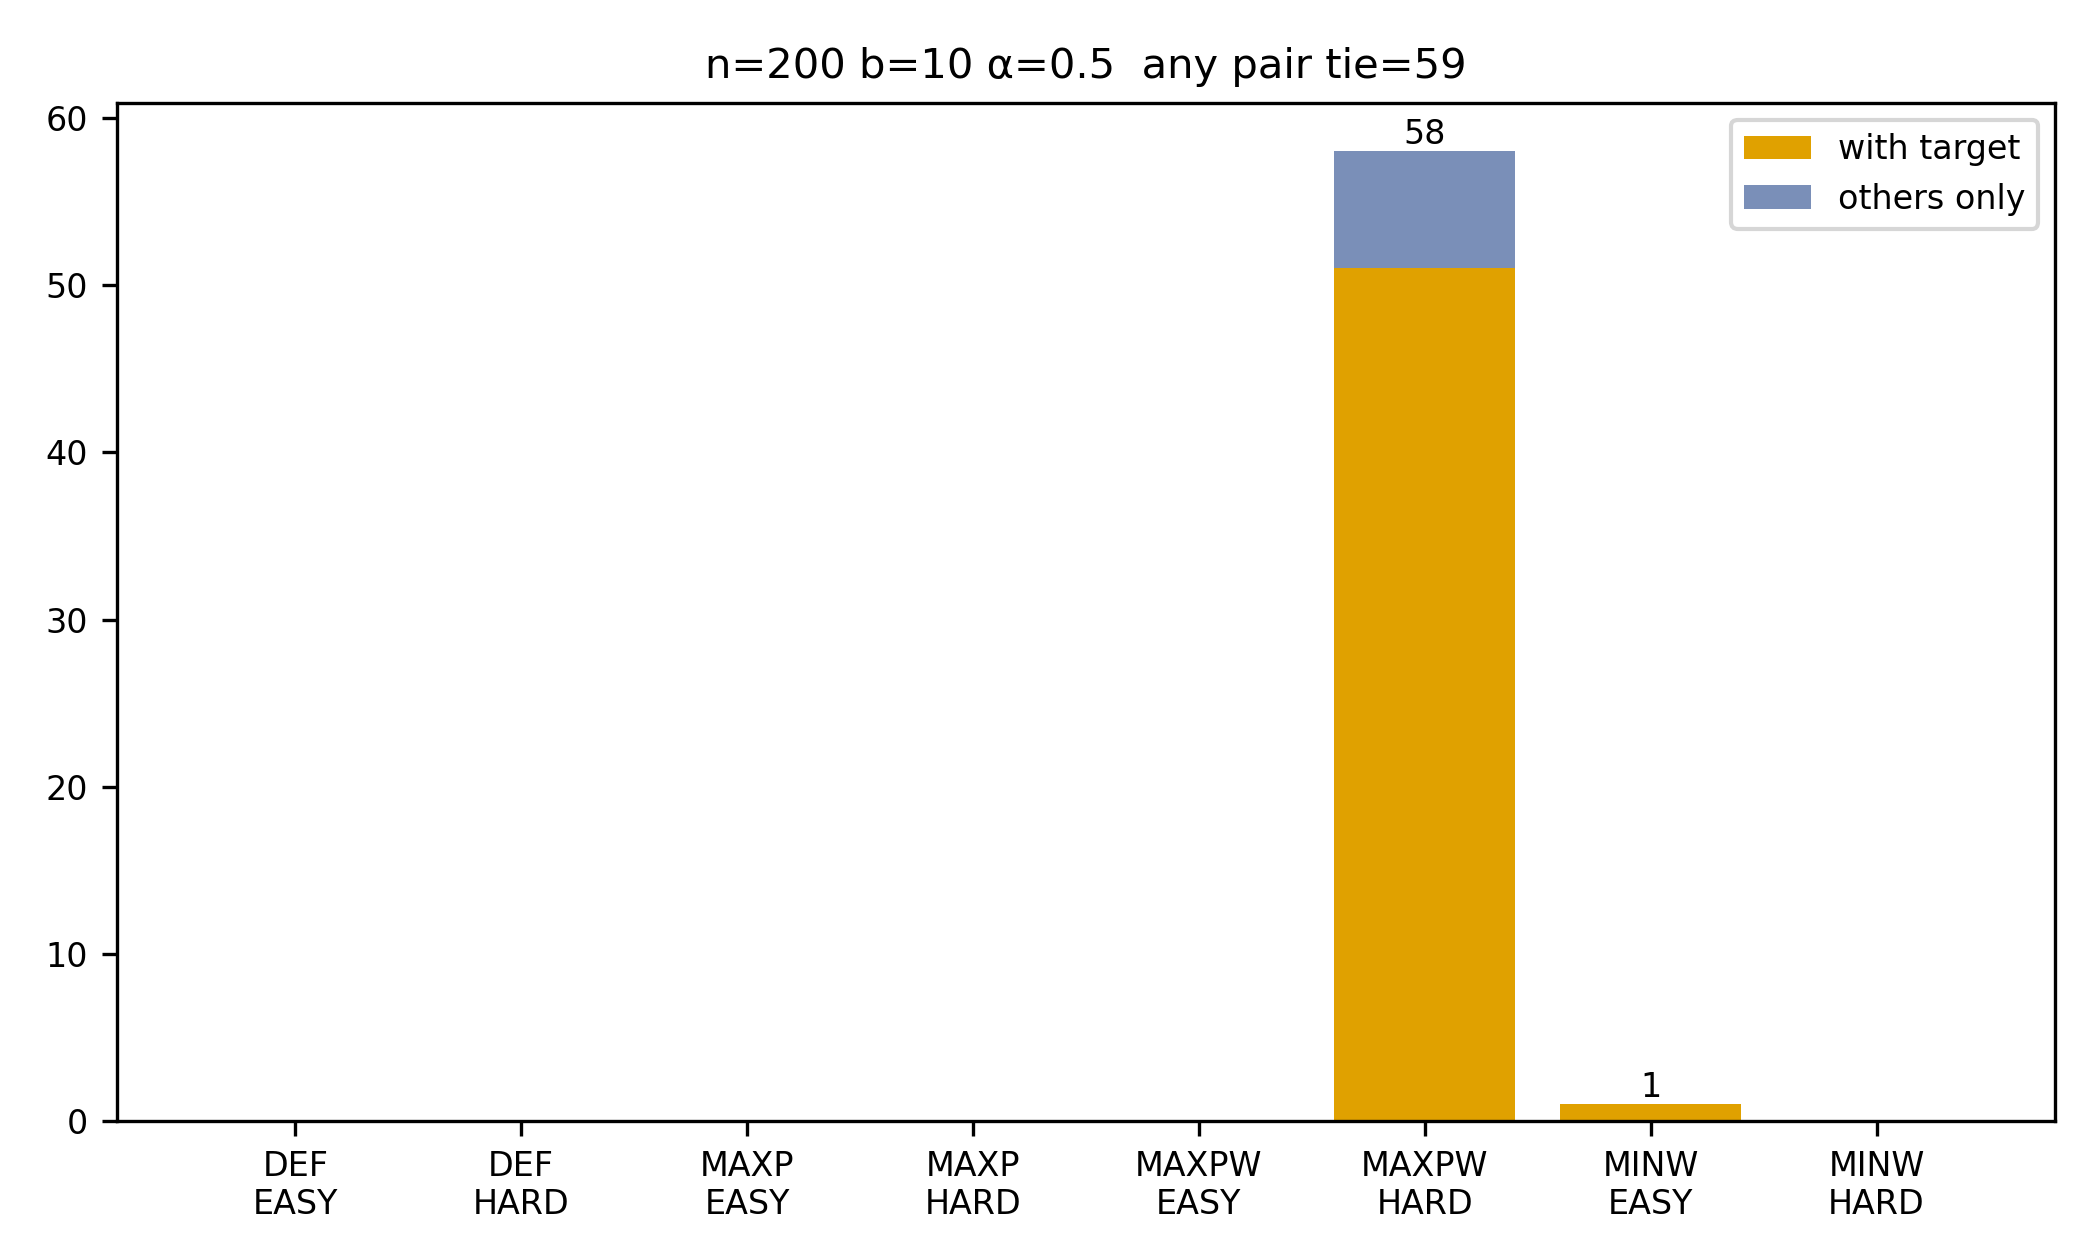 n=200 b=10 α=0.5  any pair tie=59
60
50
40
30
20
10
0
58
1
with target
others only
DEF
EASY
DEF
HARD
MAXP
EASY
MAXP
HARD
MAXPW
EASY
MAXPW
HARD
MINW
EASY
MINW
HARD